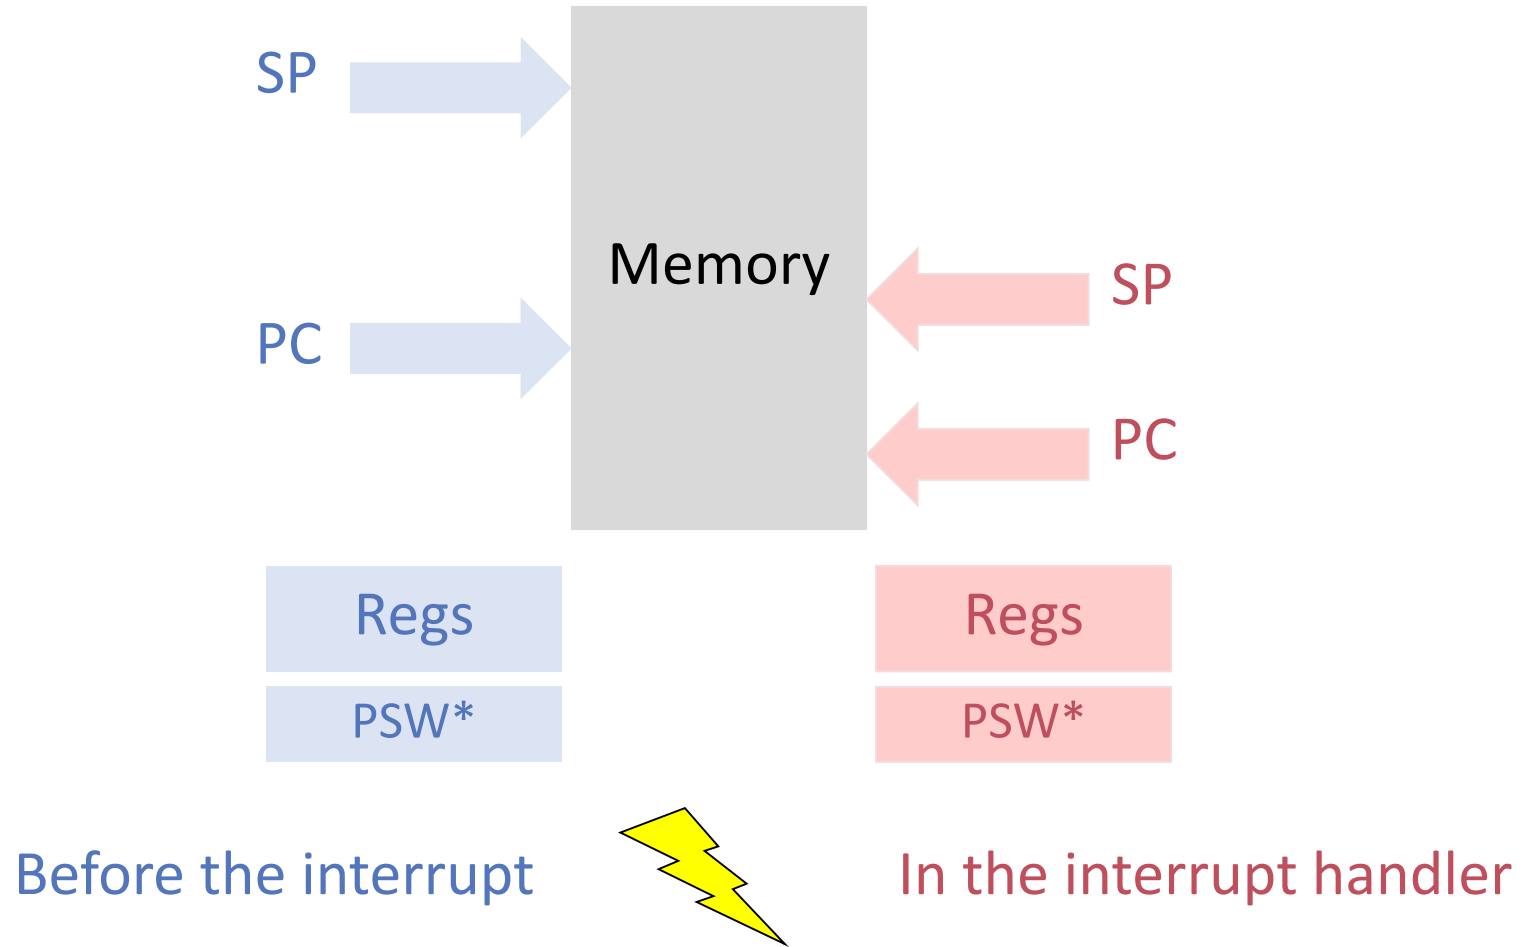 SP
Memory
SP
PC
PC
Regs
Regs
PSW*
PSW*
Before the interrupt
In the interrupt handler